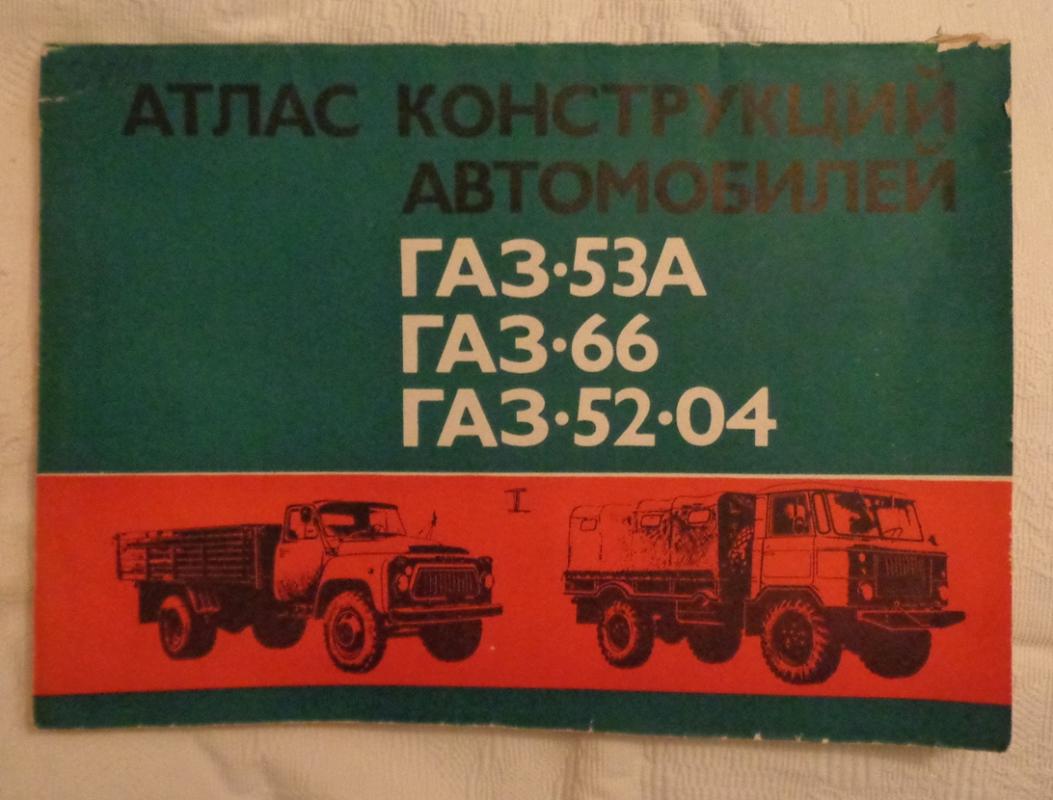 АТЛАС КОНСТРУКЦИЙ
АВТОМОБИЛЕЙ
ГАЗ·53А
ГАЗ·66
ГАЗ·52·04
I